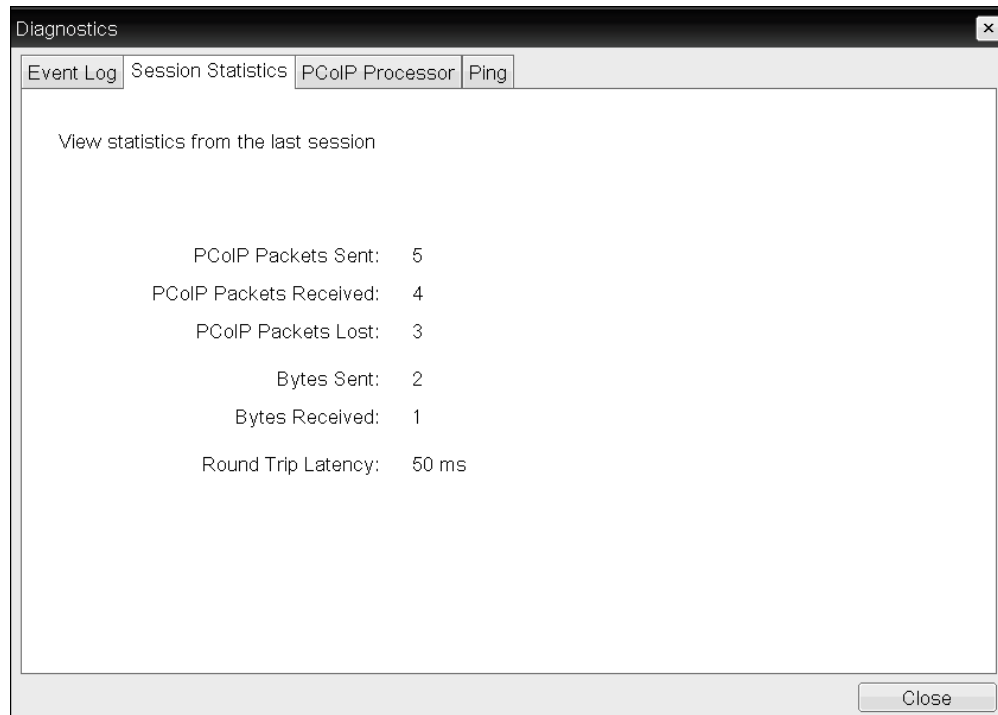 Diagnostics
Event Log Session Statistics PCoIP Processor Ping
View statistics from the last session
PCoIP Packets Sent: 5
PCoIP Packets Received: 4
PCoIP Packets Lost: 3
Bytes Sent: 2
Bytes Received: 1
Round Trip Latency: 50 ms
Close